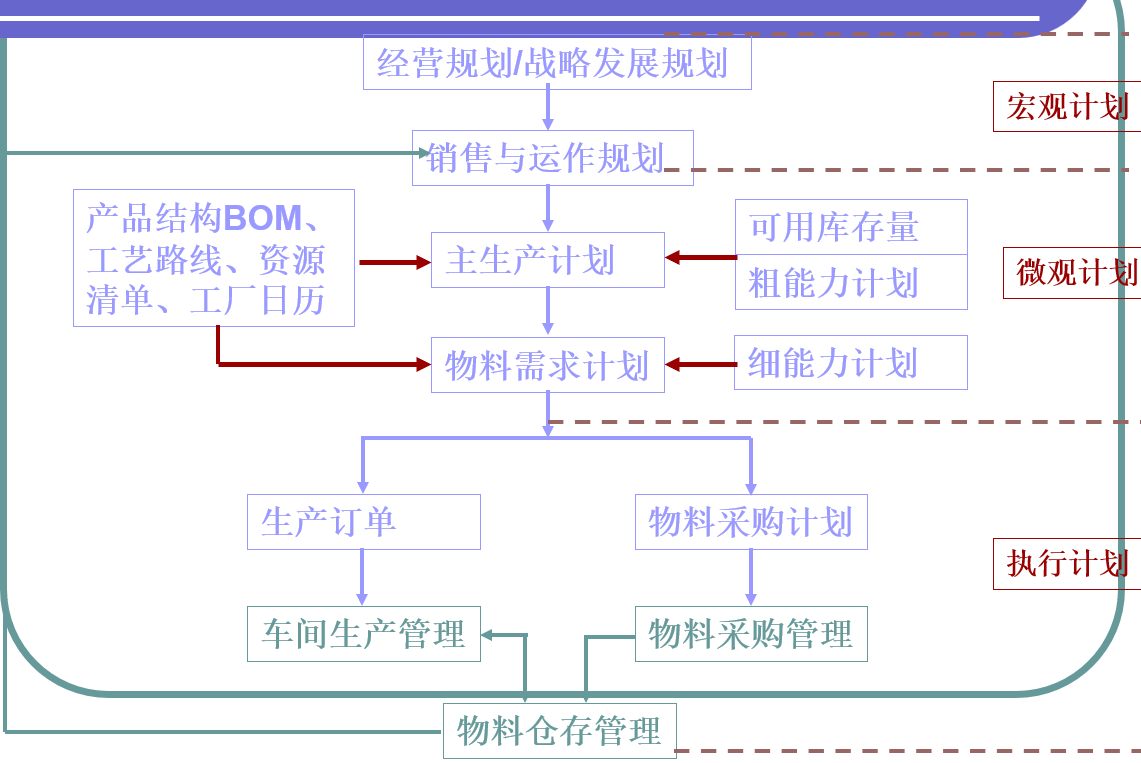 经营规划/战略发展规划
宏观计划
销售与运作规划
产品结构BOM、
工艺路线、资源
清单、工厂日历
主生产计划
可用库存量
粗能力计划
微观计划
物料需求计划
细能力计划
生产订单
物料采购计划
执行计划
车间生产管理
物料采购管理
物料仓存管理